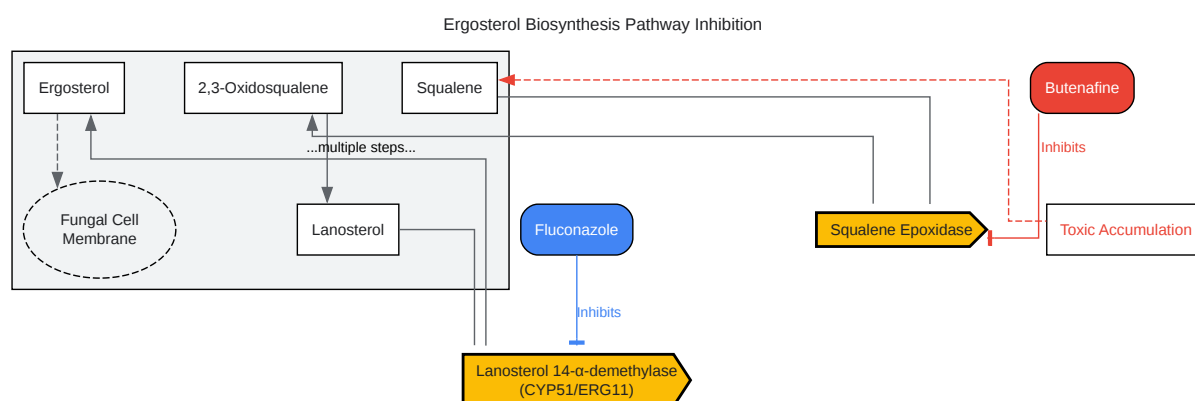 Ergosterol Biosynthesis Pathway Inhibition
Ergosterol
2,3-Oxidosqualene
Squalene
Butenafine
...multiple steps...
Inhibits
Fungal Cell
Membrane
Lanosterol
Fluconazole
Squalene Epoxidase
Toxic Accumulation
Inhibits
Lanosterol 14-α-demethylase
(CYP51/ERG11)